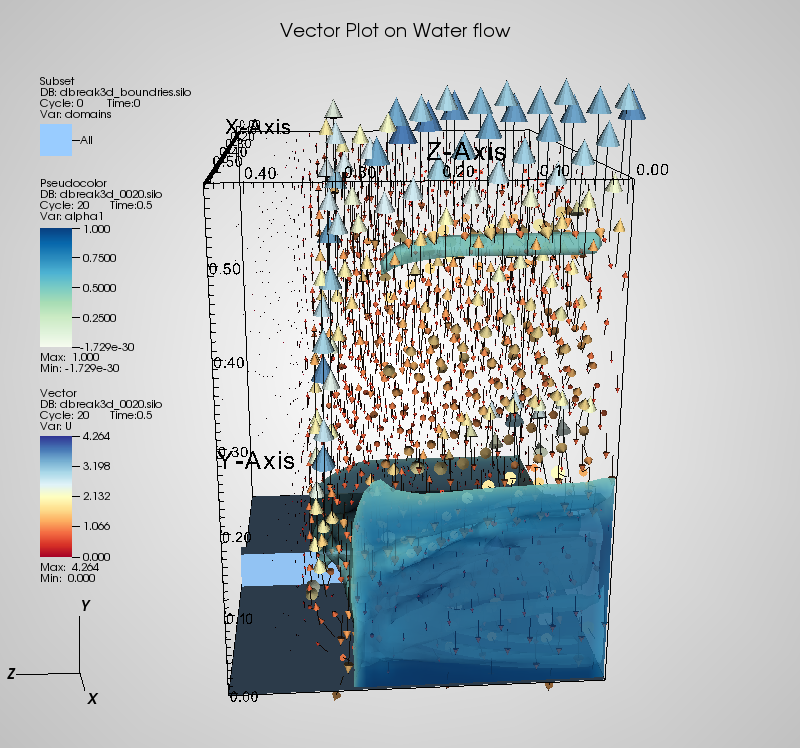 Vector Plot on Water flow
Subset
DB: dbreak3d_boundries.silo
Cycle: 0 Time:0
Var: domains
All
Pseudocolor
DB: dbreak3d_0020.silo
Cycle: 20 Time:0.5
Var: alpha1
1.000
0.7500
0.5000
0.2500
-1.729e-30
Max: 1.000
Min: -1.729e-30
Vector
DB: dbreak3d_0020.silo
Cycle: 20 Time:0.5
Var: U
4.264
3.198
2.132
1.066
0.000
Max: 4.264
Min: 0.000
X-Axis
0.50
Z-Axis
0.40 0.30 0.20 0.10 0.00
0.50
0.40
0.30
Y-Axis
0.20
0.10
0.00
Y
Z
X